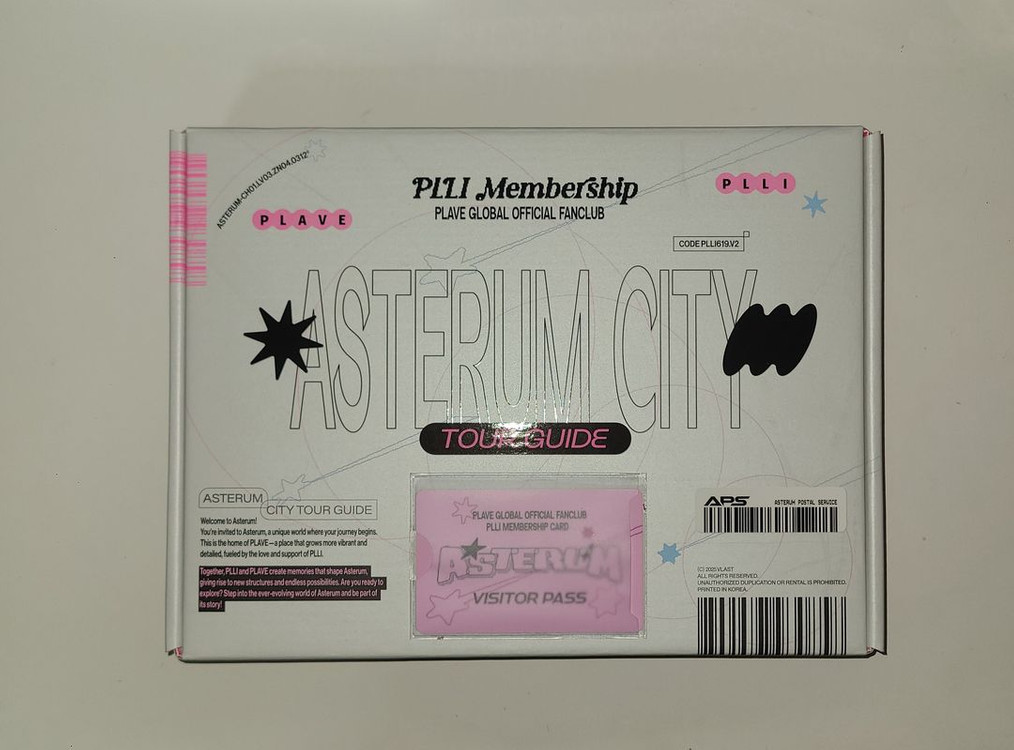 ASTERUM-CH01.LV03.ZN04.0312°
PLLI Membership
PLAVE GLOBAL OFFICIAL FANCLUB
PLAVE
PLLI
CODE PLLI619.V2
ASTERUM CITY
TOUR GUIDE
ASTERUM
CITY TOUR GUIDE
Welcome to Asterum!
You're invited to Asterum, a unique world where your journey begins.
This is the home of PLAVE—a place that grows more vibrant and
detailed, fueled by the love and support of PLLI.
Together, PLLI and PLAVE create memories that shape Asterum,
giving rise to new structures and endless possibilities. Are you ready to
explore? Step into the ever-evolving world of Asterum and be part of
its story!
PLAVE GLOBAL OFFICIAL FANCLUB
PLLI MEMBERSHIP CARD
ASTERUM
VISITOR PASS
APS
ASTERUM POSTAL SERVICE
(C) 2025 VLAST
ALL RIGHTS RESERVED.
UNAUTHORIZED DUPLICATION OR RENTAL IS PROHIBITED.
PRINTED IN KOREA.